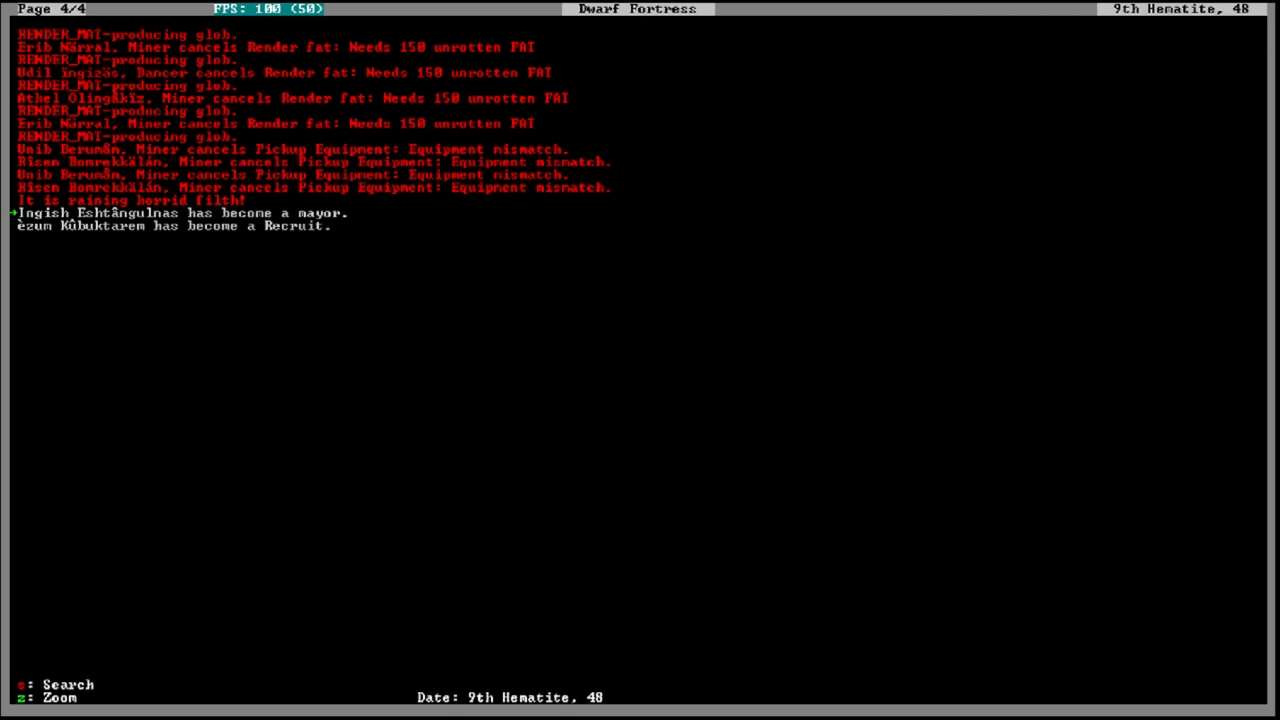 Page 4/4 FPS: 100 (50) Dwarf Fortress 9th Hematite, 48
RENDER_MAT-producing glob.
Erib Närral, Miner cancels Render fat: Needs 150 unrotten FAT
RENDER_MAT-producing glob.
Udil Ïngizäs, Dancer cancels Render fat: Needs 150 unrotten FAT
RENDER_MAT-producing glob.
Athel Olingåkïz, Miner cancels Render fat: Needs 150 unrotten FAT
RENDER_MAT-producing glob.
Erib Närral, Miner cancels Render fat: Needs 150 unrotten FAT
RENDER_MAT-producing glob.
Unib Berumåm, Miner cancels Pickup Equipment: Equipment mismatch.
Rîsen Bomrekkälán, Miner cancels Pickup Equipment: Equipment mismatch.
Unib Berumåm, Miner cancels Pickup Equipment: Equipment mismatch.
Rîsen Bomrekkälán, Miner cancels Pickup Equipment: Equipment mismatch.
It is raining horrid filth!
Ingish Eshtângulnas has become a mayor.
èzum Kûbuktarem has become a Recruit.
s: Search
z: Zoom Date: 9th Hematite, 48